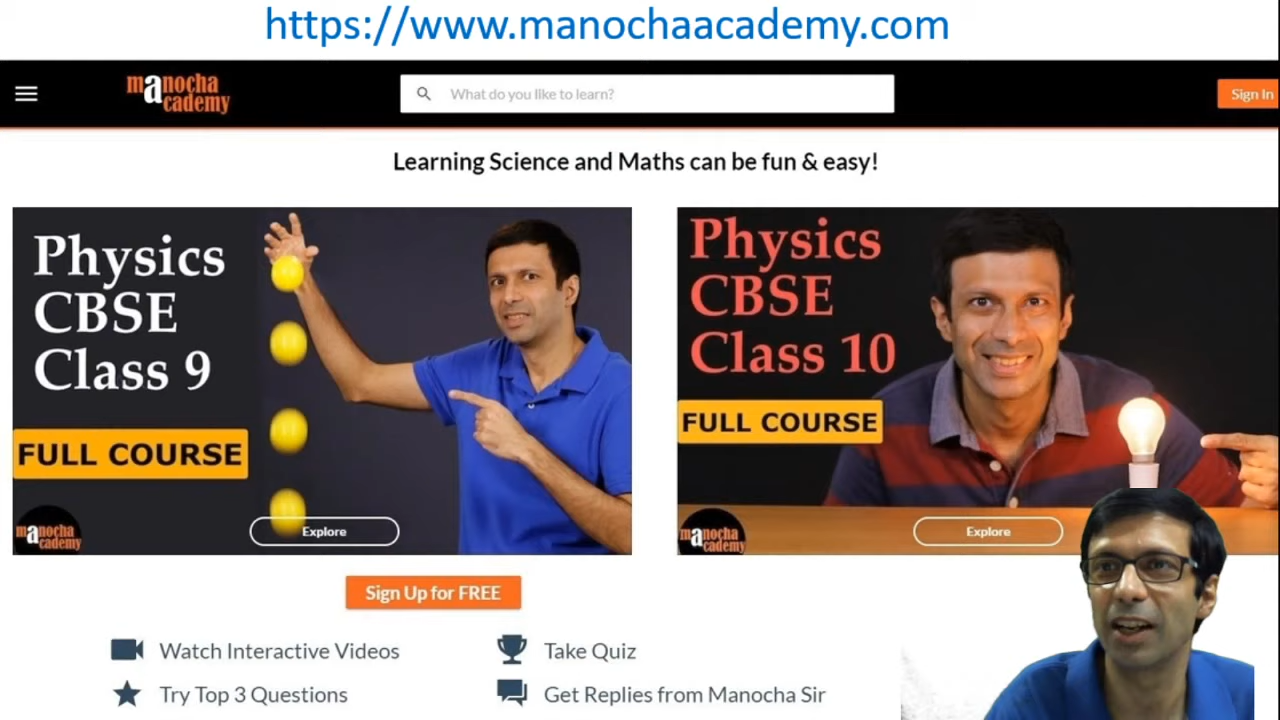 https://www.manochaacademy.com
manocha
academy
What do you like to learn?
Sign In
Learning Science and Maths can be fun & easy!
Physics
CBSE
Class 9
FULL COURSE
manocha
academy
Explore
Physics
CBSE
Class 10
FULL COURSE
manocha
academy
Explore
Sign Up for FREE
Watch Interactive Videos
Take Quiz
Try Top 3 Questions
Get Replies from Manocha Sir